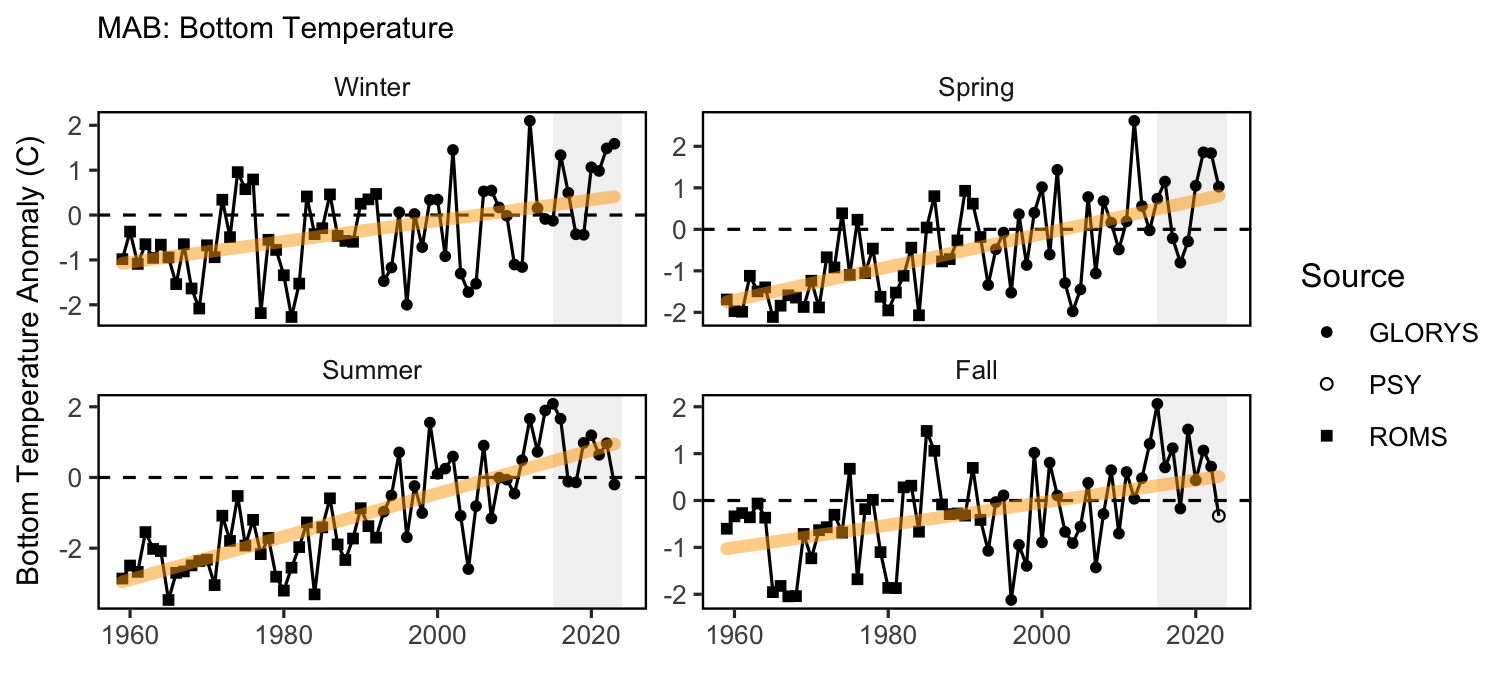 MAB: Bottom Temperature
Winter
Spring
2
1
0
-1
-2
2
1
0
-1
-2
Summer
Fall
2
0
-2
2
1
0
-1
-2
1960 1980 2000 2020
1960 1980 2000 2020
Bottom Temperature Anomaly (C)
Source
GLORYS
PSY
ROMS